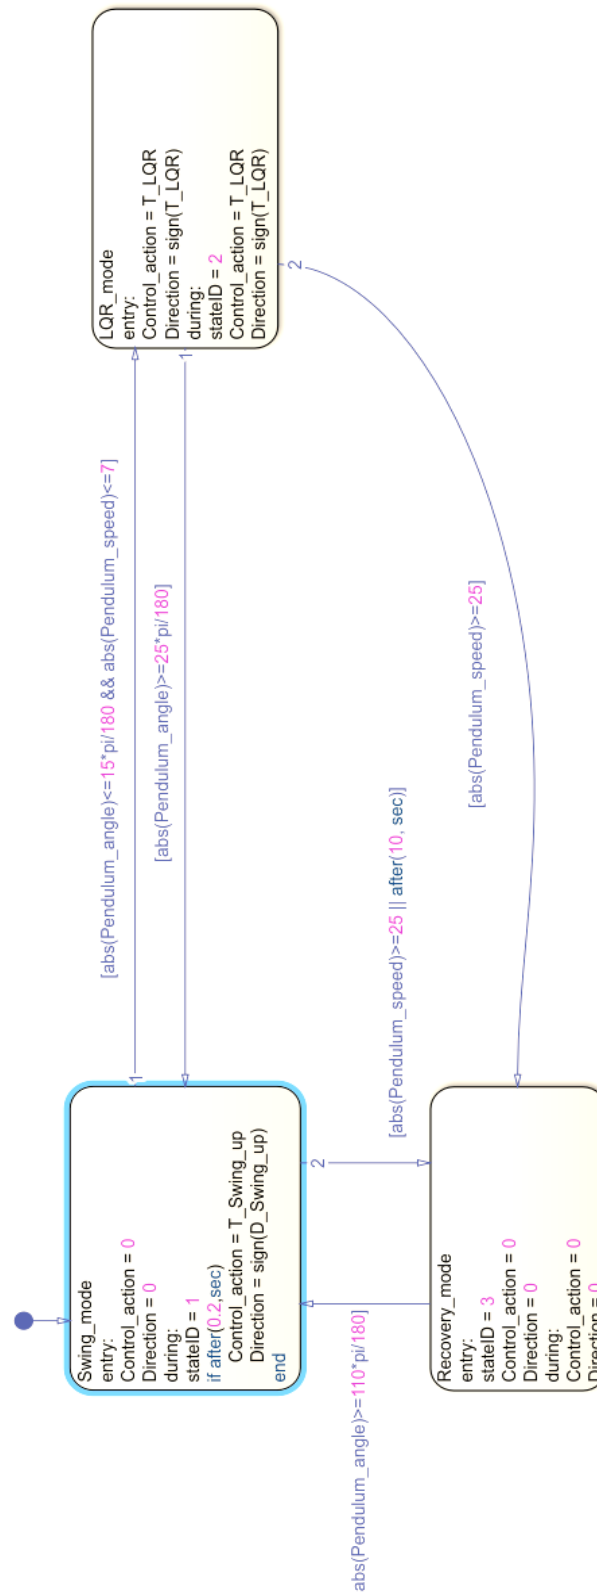 Swing_mode
entry:
Control_action = 0
Direction = 0
during:
stateID = 1
if after(0.2,sec)
Control_action = T_Swing_up
Direction = sign(D_Swing_up)
end
1
[abs(Pendulum_angle)<=15*pi/180 && abs(Pendulum_speed)<=7]
[abs(Pendulum_angle)>=25*pi/180]
1
LQR_mode
entry:
Control_action = T_LQR
Direction = sign(T_LQR)
during:
stateID = 2
Control_action = T_LQR
Direction = sign(T_LQR)
2
[abs(Pendulum_speed)>=25]
2
[abs(Pendulum_speed)>=25 || after(10, sec)]
abs(Pendulum_angle)>=110*pi/180]
Recovery_mode
entry:
stateID = 3
Control_action = 0
Direction = 0
during:
Control_action = 0
Direction = 0